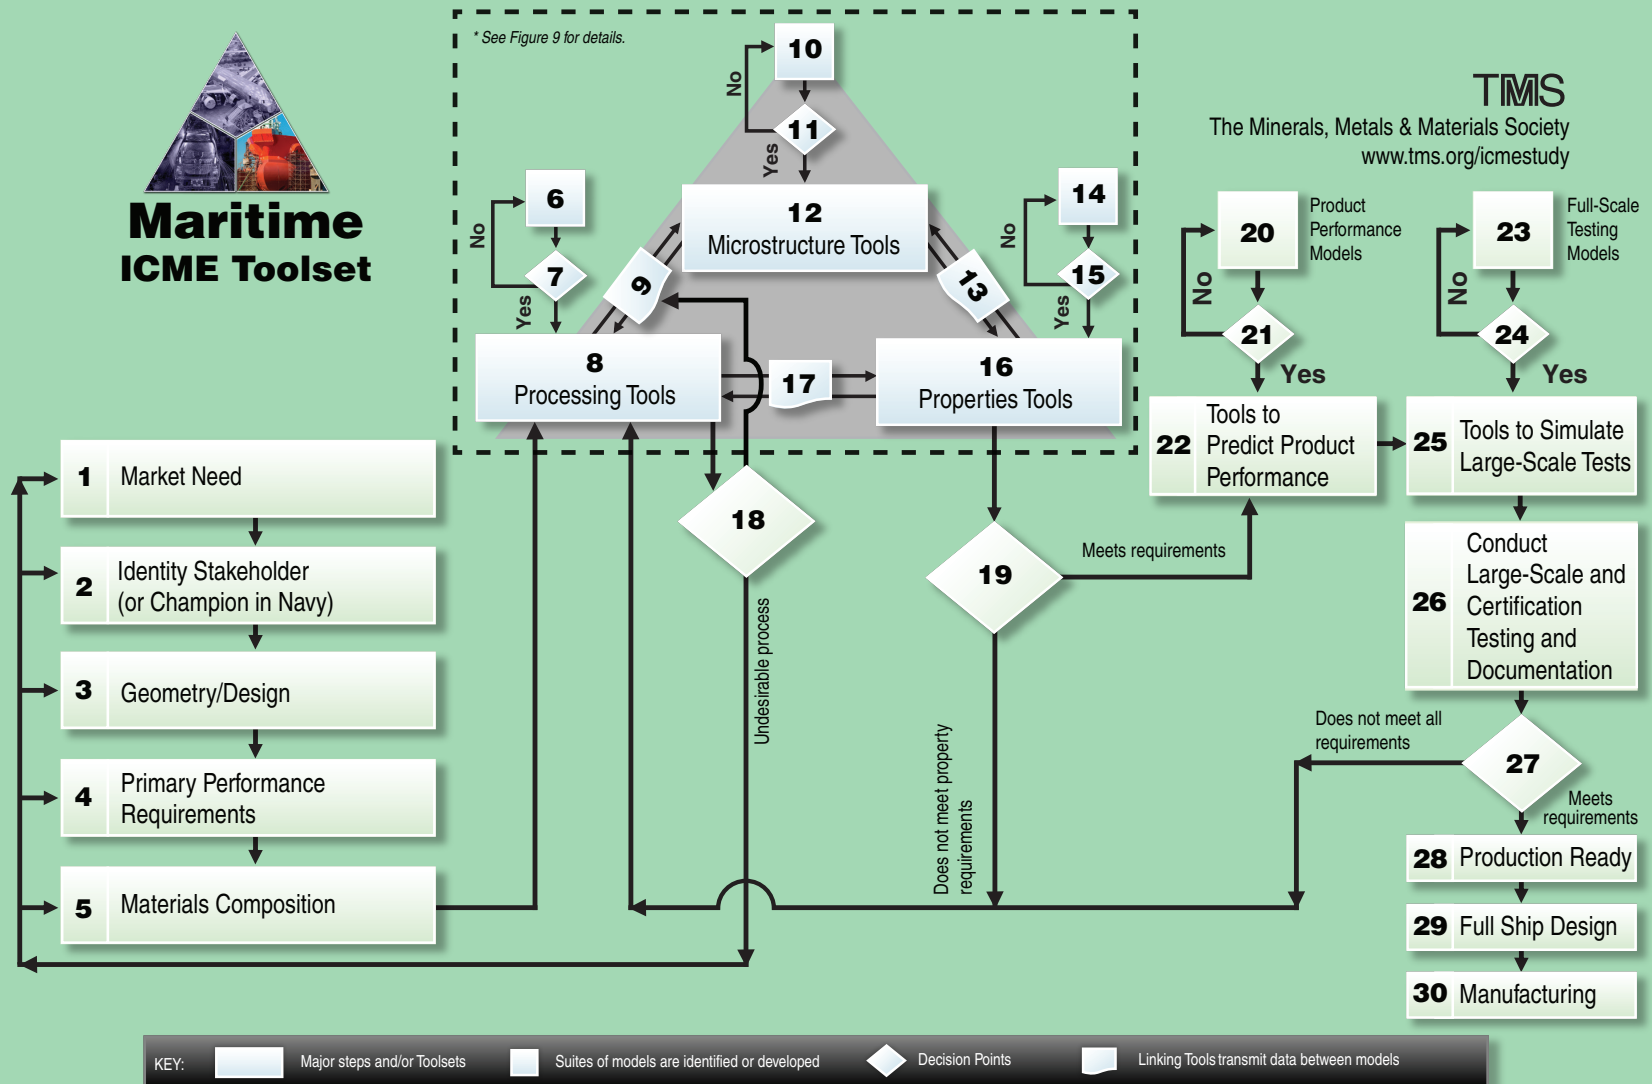 * See Figure 9 for details.
Maritime
ICME Toolset
TMS
The Minerals, Metals & Materials Society
www.tms.org/icmestudy
10
No
11
Yes
12
Microstructure Tools
6
No
7
Yes
8
Processing Tools
9
13
14
No
15
Yes
16
Properties Tools
17
18
Undesirable process
19
Meets requirements
Does not meet property
requirements
20
Product
Performance
Models
No
21
Yes
22
Tools to
Predict Product
Performance
23
Full-Scale
Testing
Models
No
24
Yes
25
Tools to Simulate
Large-Scale Tests
26
Conduct
Large-Scale and
Certification
Testing and
Documentation
27
Does not meet all
requirements
Meets
requirements
28 Production Ready
29 Full Ship Design
30 Manufacturing
1 Market Need
2
Identity Stakeholder
(or Champion in Navy)
3 Geometry/Design
4
Primary Performance
Requirements
5 Materials Composition
KEY:
Major steps and/or Toolsets
Suites of models are identified or developed
Decision Points
Linking Tools transmit data between models